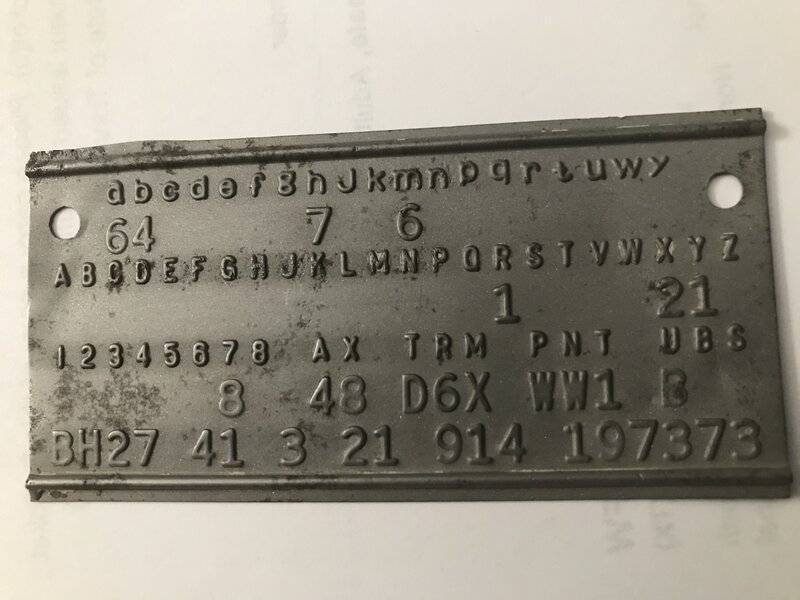 abcdefghJkmnpqrtuwy
64 7 6
ABCDEFGHJKLMNPQRSTVWXYZ
1 21
12345678 AX TRM PNT UBS
8 48 D6X WW1 B
BH27 41 3 21 914 197373